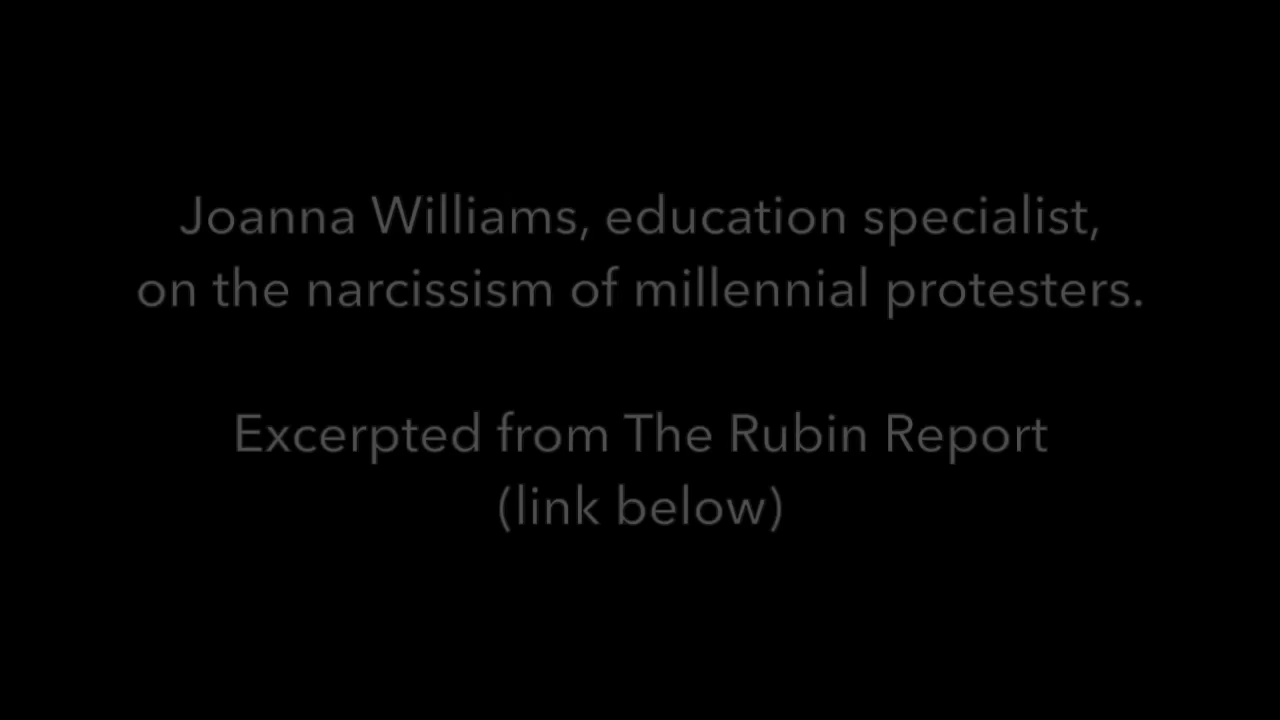 Joanna Williams, education specialist,
on the narcissism of millennial protesters.
Excerpted from The Rubin Report
(link below)